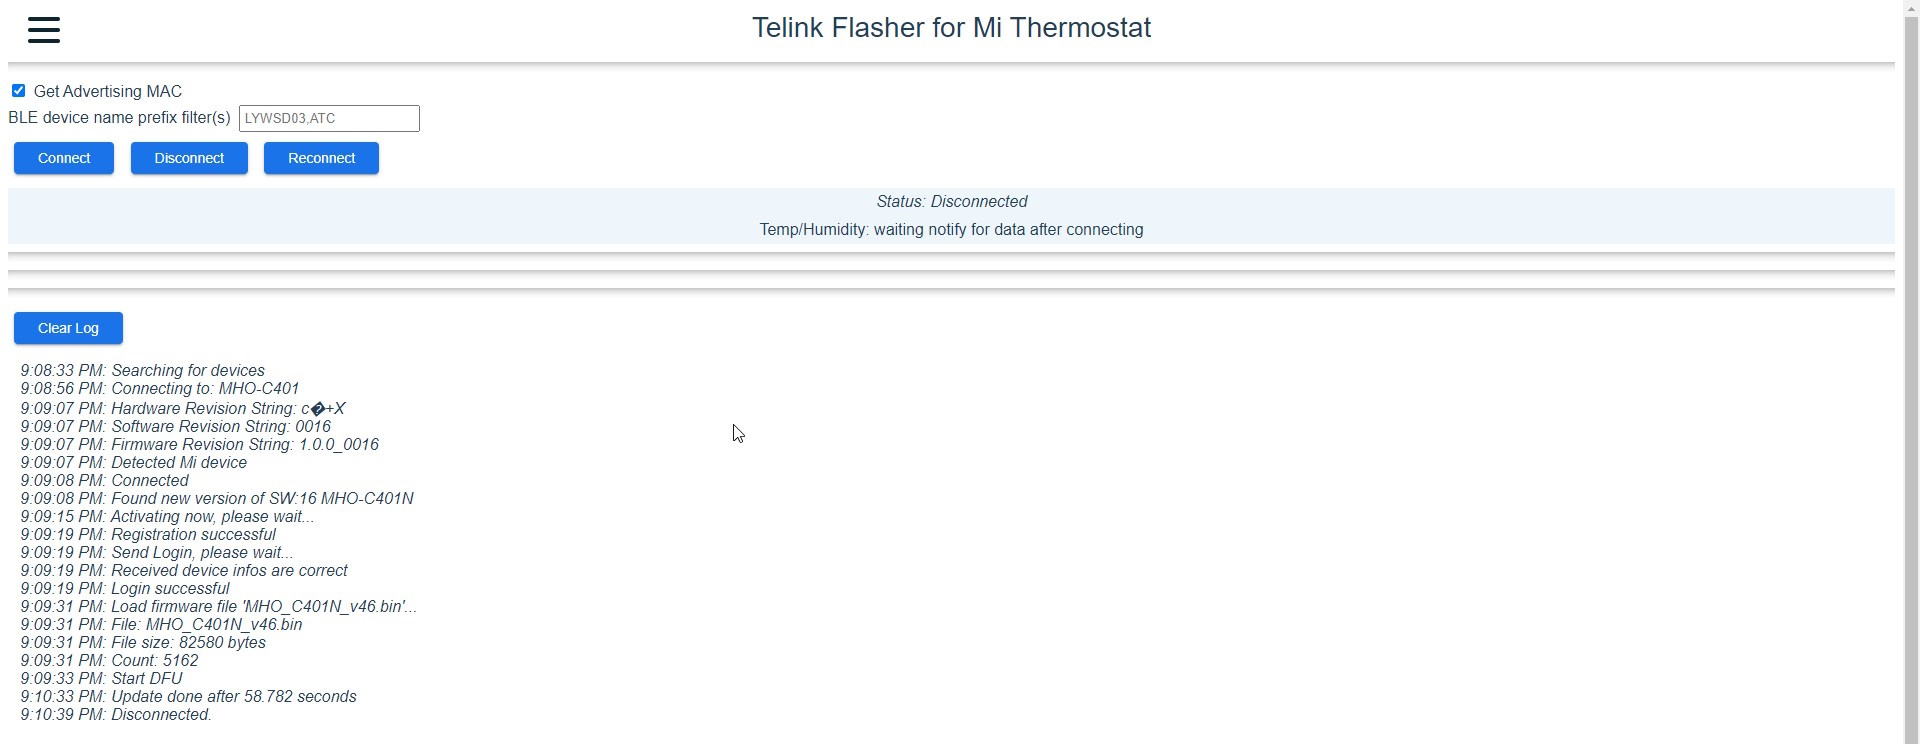 Telink Flasher for Mi Thermostat
Get Advertising MAC
BLE device name prefix filter(s) LYWSD03,ATC
Connect Disconnect Reconnect
Status: Disconnected
Temp/Humidity: waiting notify for data after connecting
Clear Log
9:08:33 PM: Searching for devices
9:08:56 PM: Connecting to: MHO-C401
9:09:07 PM: Hardware Revision String: c�+X
9:09:07 PM: Software Revision String: 0016
9:09:07 PM: Firmware Revision String: 1.0.0_0016
9:09:07 PM: Detected Mi device
9:09:08 PM: Connected
9:09:08 PM: Found new version of SW:16 MHO-C401N
9:09:15 PM: Activating now, please wait...
9:09:19 PM: Registration successful
9:09:19 PM: Send Login, please wait...
9:09:19 PM: Received device infos are correct
9:09:19 PM: Login successful
9:09:31 PM: Load firmware file 'MHO_C401N_v46.bin'...
9:09:31 PM: File: MHO_C401N_v46.bin
9:09:31 PM: File size: 82580 bytes
9:09:31 PM: Count: 5162
9:09:33 PM: Start DFU
9:10:33 PM: Update done after 58.782 seconds
9:10:39 PM: Disconnected.